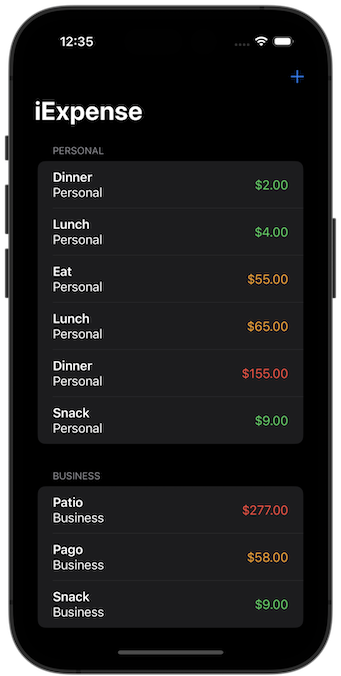 12:35
iExpense
PERSONAL
Dinner
Personal
$2.00
Lunch
Personal
$4.00
Eat
Personal
$55.00
Lunch
Personal
$65.00
Dinner
Personal
$155.00
Snack
Personal
$9.00
BUSINESS
Patio
Business
$277.00
Pago
Business
$58.00
Snack
Business
$9.00